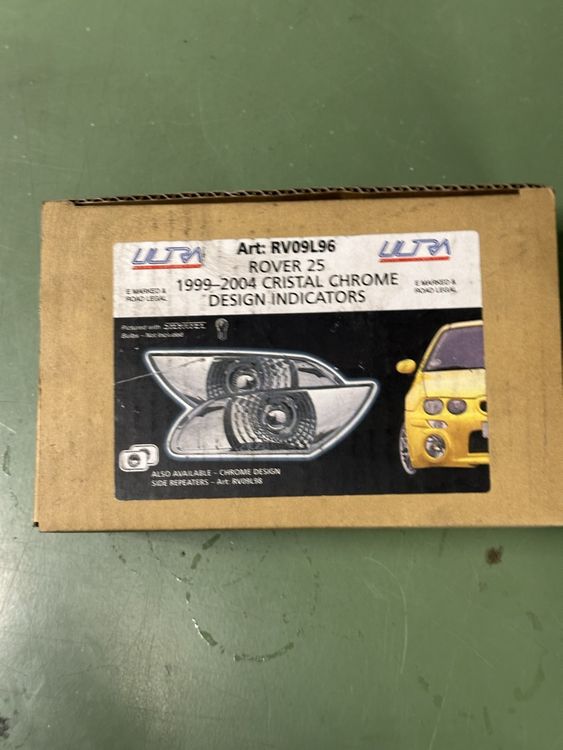 ULTRA
Art: RV09L96
ULTRA
ROVER 25
1999–2004 CRISTAL CHROME
DESIGN INDICATORS
E MARKED &
ROAD LEGAL
E MARKED &
ROAD LEGAL
Pictured with
Bulbs - Not Included
ALSO AVAILABLE – CHROME DESIGN
SIDE REPEATERS – Art: RV09L98